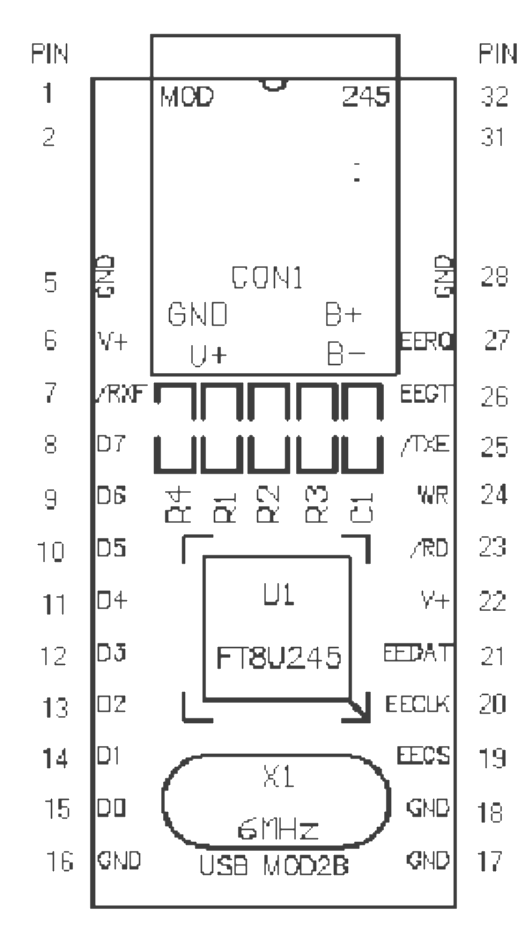 PIN PIN
1 MOD 245 32
2 31
5 GND CON1 GND 28
GND B+
6 V+ EERQ 27
V+ B-
7 /RXF EEGT 26
8 D7 /TXE 25
9 D6 R4 R1 R2 R3 C1 WR 24
10 D5 /RD 23
11 D4 U1 V+ 22
12 D3 FT8U245 EEDAT 21
13 D2 EECLK 20
14 D1 X1 EECS 19
15 D0 6MHz GND 18
16 GND USB MOD2B GND 17